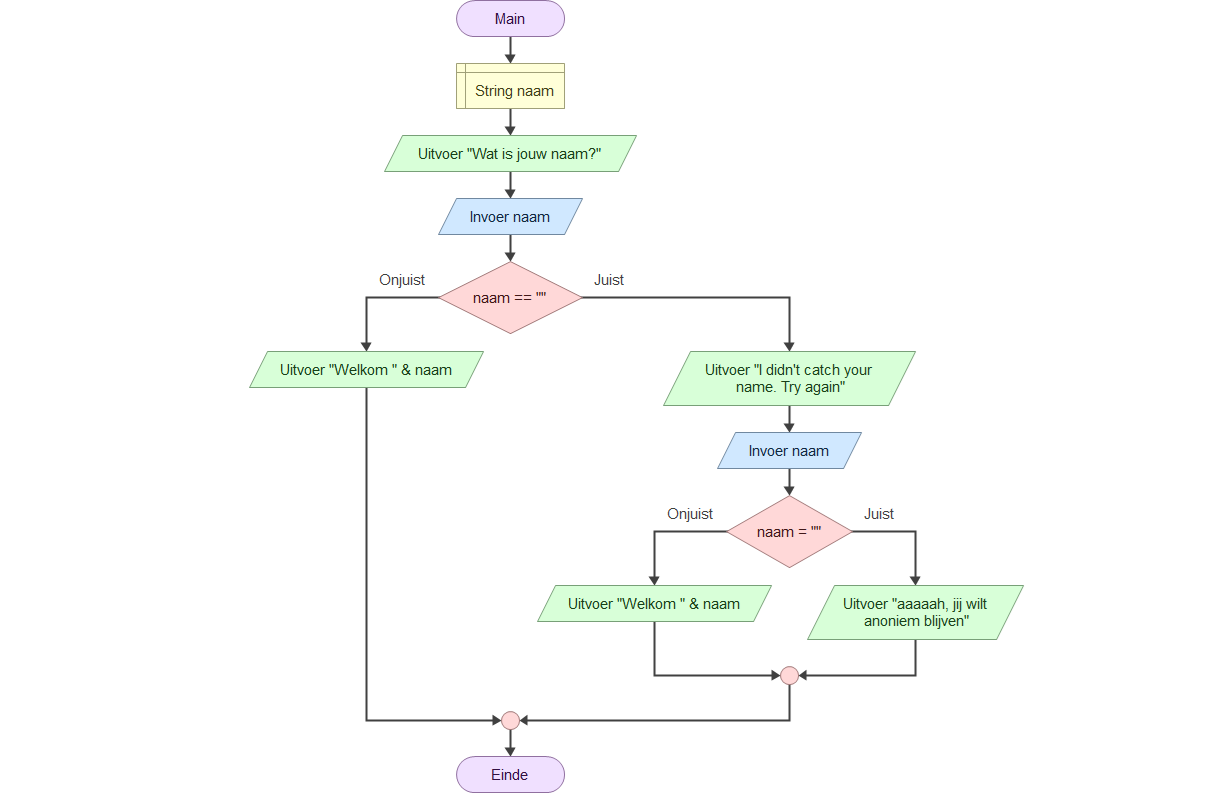 Main
String naam
Uitvoer "Wat is jouw naam?"
Invoer naam
Onjuist
Juist
naam == ""
Uitvoer "Welkom " & naam
Uitvoer "I didn't catch your
name. Try again"
Invoer naam
Onjuist
Juist
naam = ""
Uitvoer "Welkom " & naam
Uitvoer "aaaaah, jij wilt
anoniem blijven"
Einde